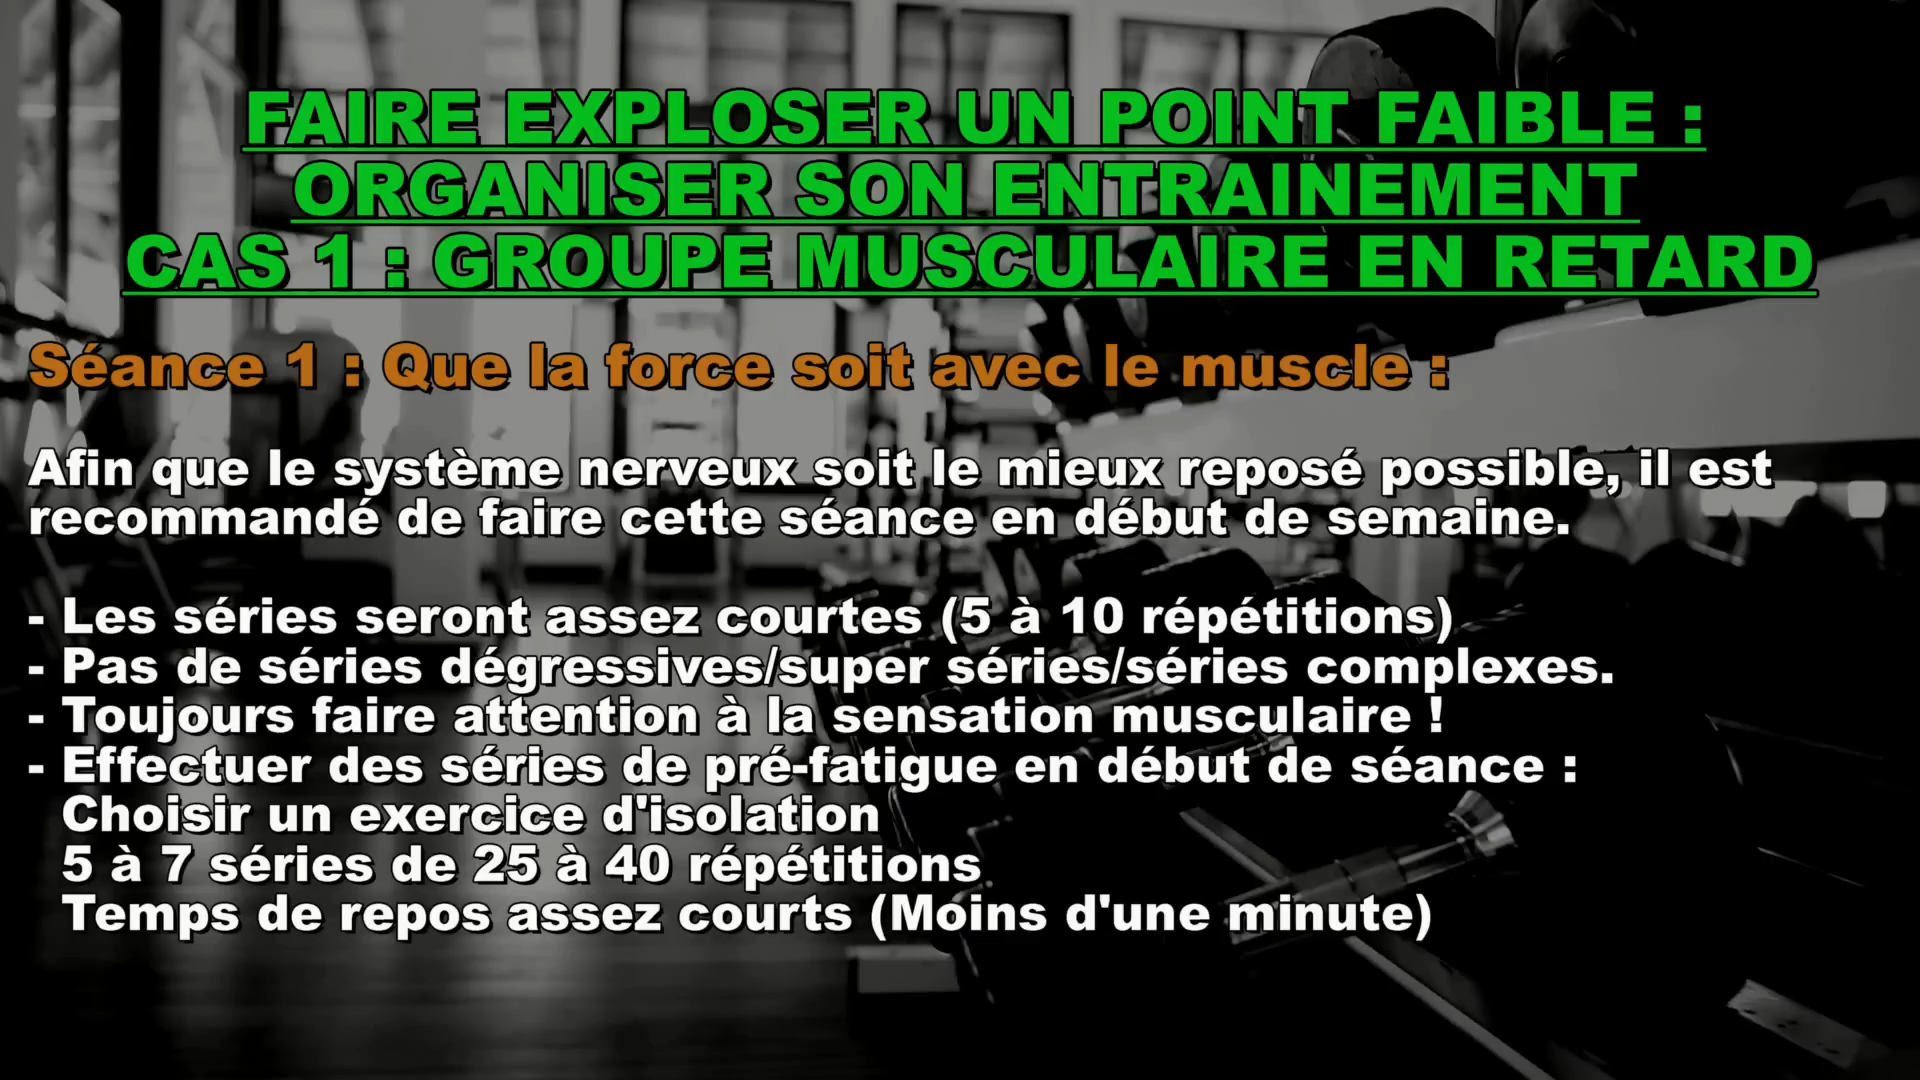 FAIRE EXPLOSER UN POINT FAIBLE :
ORGANISER SON ENTRAINEMENT
CAS 1 : GROUPE MUSCULAIRE EN RETARD
Séance 1 : Que la force soit avec le muscle :
Afin que le système nerveux soit le mieux reposé possible, il est
recommandé de faire cette séance en début de semaine.
- Les séries seront assez courtes (5 à 10 répétitions)
- Pas de séries dégressives/super séries/séries complexes.
- Toujours faire attention à la sensation musculaire !
- Effectuer des séries de pré-fatigue en début de séance :
Choisir un exercice d'isolation
5 à 7 séries de 25 à 40 répétitions
Temps de repos assez courts (Moins d'une minute)